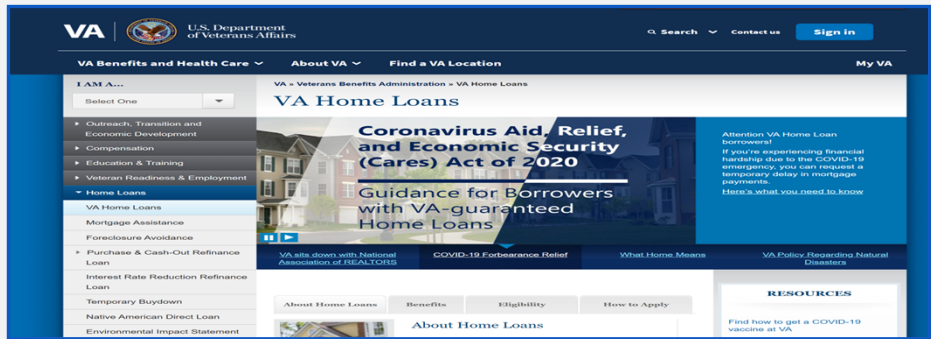 VA
U.S. Department
of Veterans Affairs
Search
Contact us
Sign in
VA Benefits and Health Care
About VA
Find a VA Location
My VA
I AM A...
Select One
Outreach, Transition and
Economic Development
Compensation
Education & Training
Veteran Readiness & Employment
Home Loans
VA Home Loans
Mortgage Assistance
Foreclosure Avoidance
Purchase & Cash-Out Refinance
Loan
Interest Rate Reduction Refinance
Loan
Temporary Buydown
Native American Direct Loan
Environmental Impact Statement
VA » Veterans Benefits Administration » VA Home Loans
VA Home Loans
Coronavirus Aid, Relief,
and Economic Security
(Cares) Act of 2020
Guidance for Borrowers
with VA-guaranteed
Home Loans
Attention VA Home Loan
borrowers!
If you're experiencing financial
hardship due to the COVID-19
emergency, you can request a
temporary delay in mortgage
payments.
Here's what you need to know
VA sits down with National
Association of REALTORS
COVID-19 Forbearance Relief
What Home Means
VA Policy Regarding Natural
Disasters
About Home Loans
Benefits
Eligibility
How to Apply
About Home Loans
RESOURCES
Find how to get a COVID-19
vaccine at VA